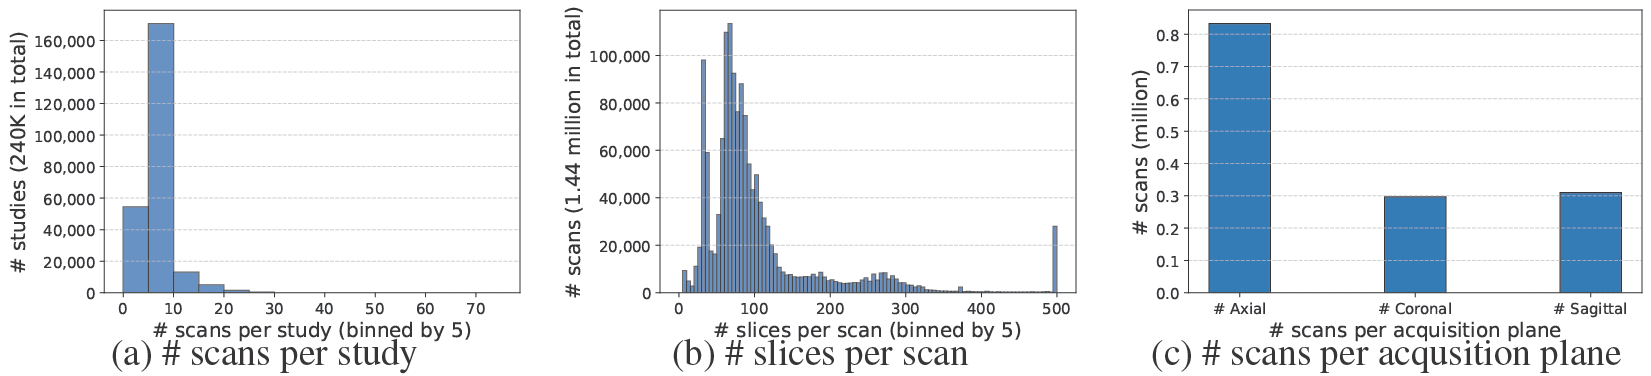 # studies (240K in total)
160,000
140,000
120,000
100,000
80,000
60,000
40,000
20,000
0
0 10 20 30 40 50 60 70
# scans per study (binned by 5)
(a) # scans per study
# scans (1.44 million in total)
100,000
80,000
60,000
40,000
20,000
0
0 100 200 300 400 500
# slices per scan (binned by 5)
(b) # slices per scan
# scans (million)
0.8
0.7
0.6
0.5
0.4
0.3
0.2
0.1
0.0
# Axial # Coronal # Sagittal
# scans per acquisition plane
(c) # scans per acqusition plane